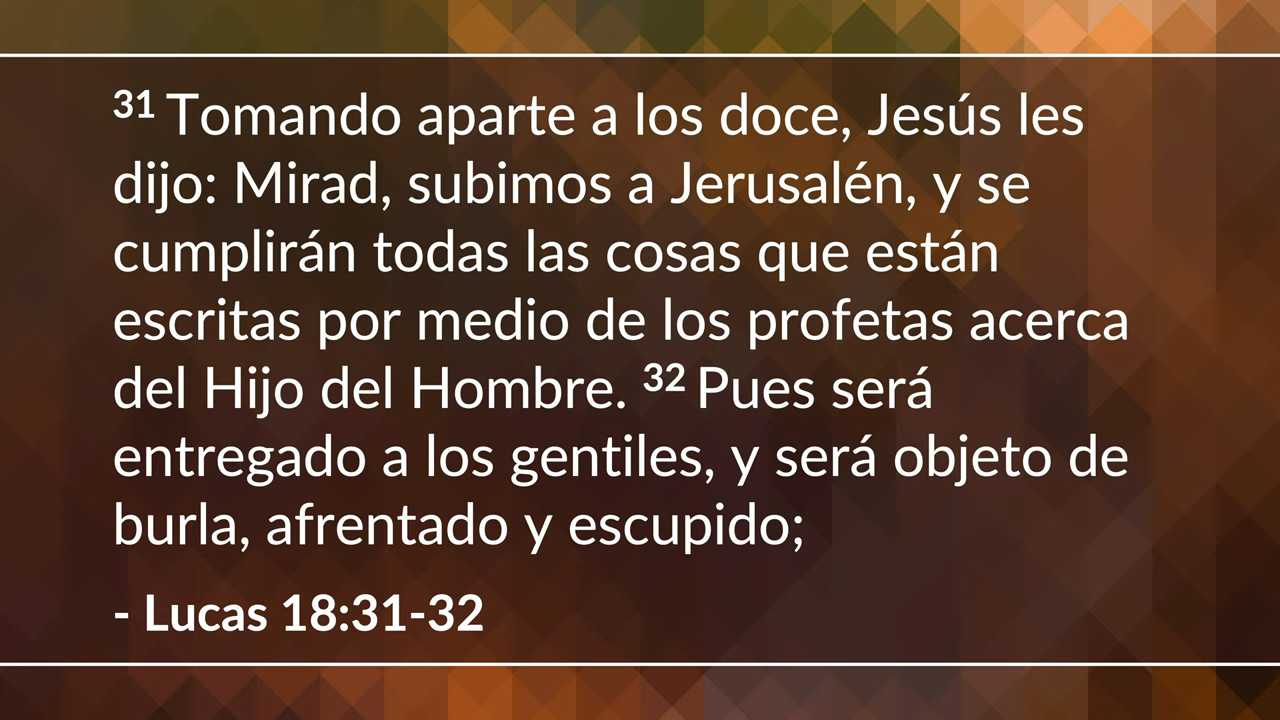 31 Tomando aparte a los doce, Jesús les
dijo: Mirad, subimos a Jerusalén, y se
cumplirán todas las cosas que están
escritas por medio de los profetas acerca
del Hijo del Hombre. 32 Pues será
entregado a los gentiles, y será objeto de
burla, afrentado y escupido;
- Lucas 18:31-32